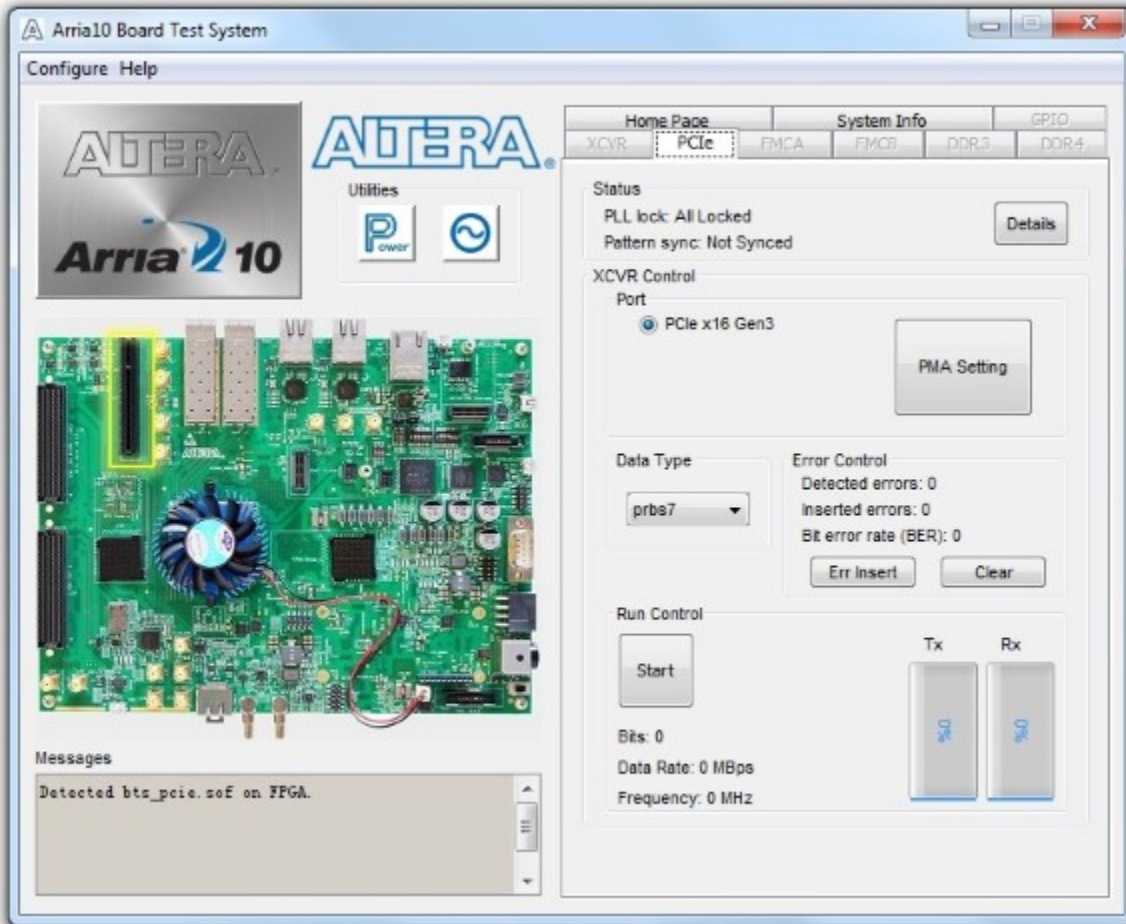 Arria10 Board Test System
Configure Help
ALTERA
Arria 10
ALTERA
Utilities
Power
Home Page System Info GPIO
XCVR PCIe FMCA FMCB DDR3 DDR4
Status
PLL lock: All Locked
Pattern sync: Not Synced
Details
XCVR Control
Port
PCIe x16 Gen3
PMA Setting
Data Type
prbs7
Error Control
Detected errors: 0
Inserted errors: 0
Bit error rate (BER): 0
Err Insert Clear
Run Control
Start
Tx Rx
0% 0%
Bits: 0
Data Rate: 0 MBps
Frequency: 0 MHz
ALTERA
Messages
Detected bts_pcie.sof on FPGA.